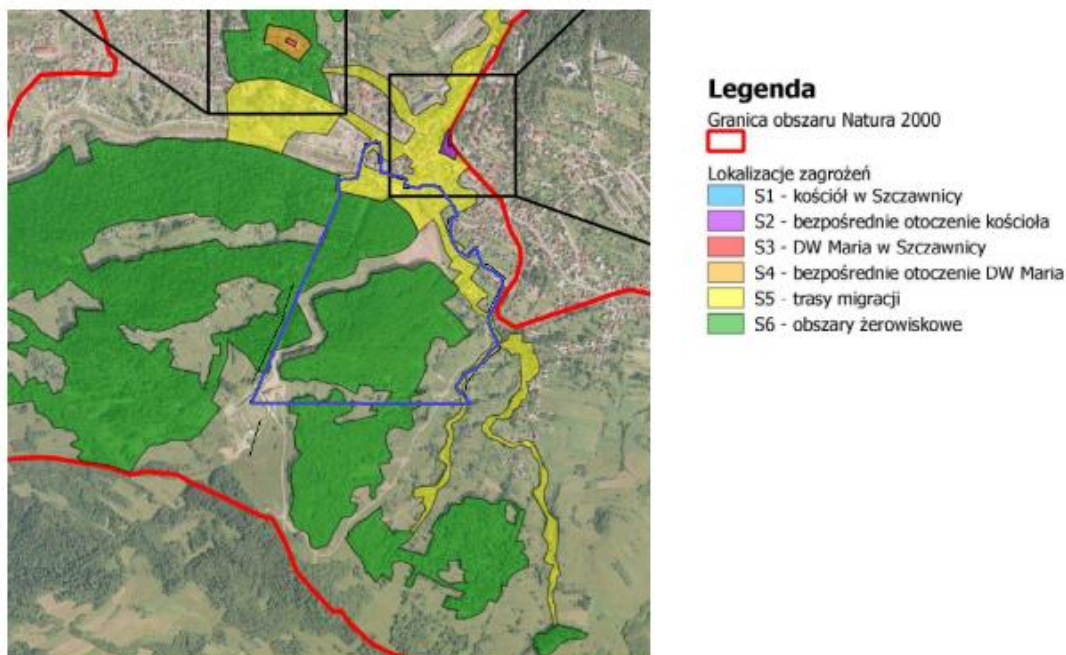 Legenda
Granica obszaru Natura 2000
Lokalizacje zagrożeń
S1 - kościół w Szczawnicy
S2 - bezpośrednie otoczenie kościoła
S3 - DW Maria w Szczawnicy
S4 - bezpośrednie otoczenie DW Maria
S5 - trasy migracji
S6 - obszary żerowiskowe